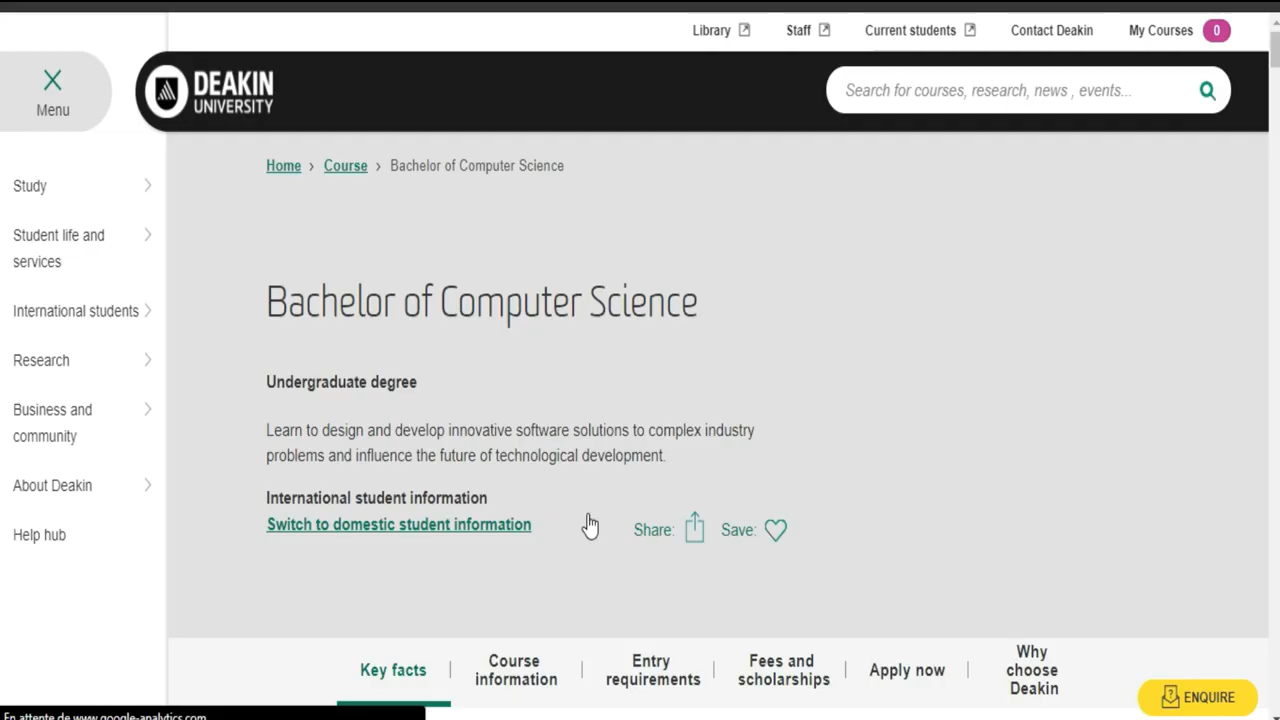 Library
Staff
Current students
Contact Deakin
My Courses
0
Menu
DEAKIN
UNIVERSITY
Search for courses, research, news , events...
Home > Course > Bachelor of Computer Science
Study
Student life and
services
International students
Research
Business and
community
About Deakin
Help hub
Bachelor of Computer Science
Undergraduate degree
Learn to design and develop innovative software solutions to complex industry
problems and influence the future of technological development.
International student information
Switch to domestic student information
Share:
Save:
Key facts
Course
information
Entry
requirements
Fees and
scholarships
Apply now
Why
choose
Deakin
ENQUIRE
En attente de www.google-analytics.com